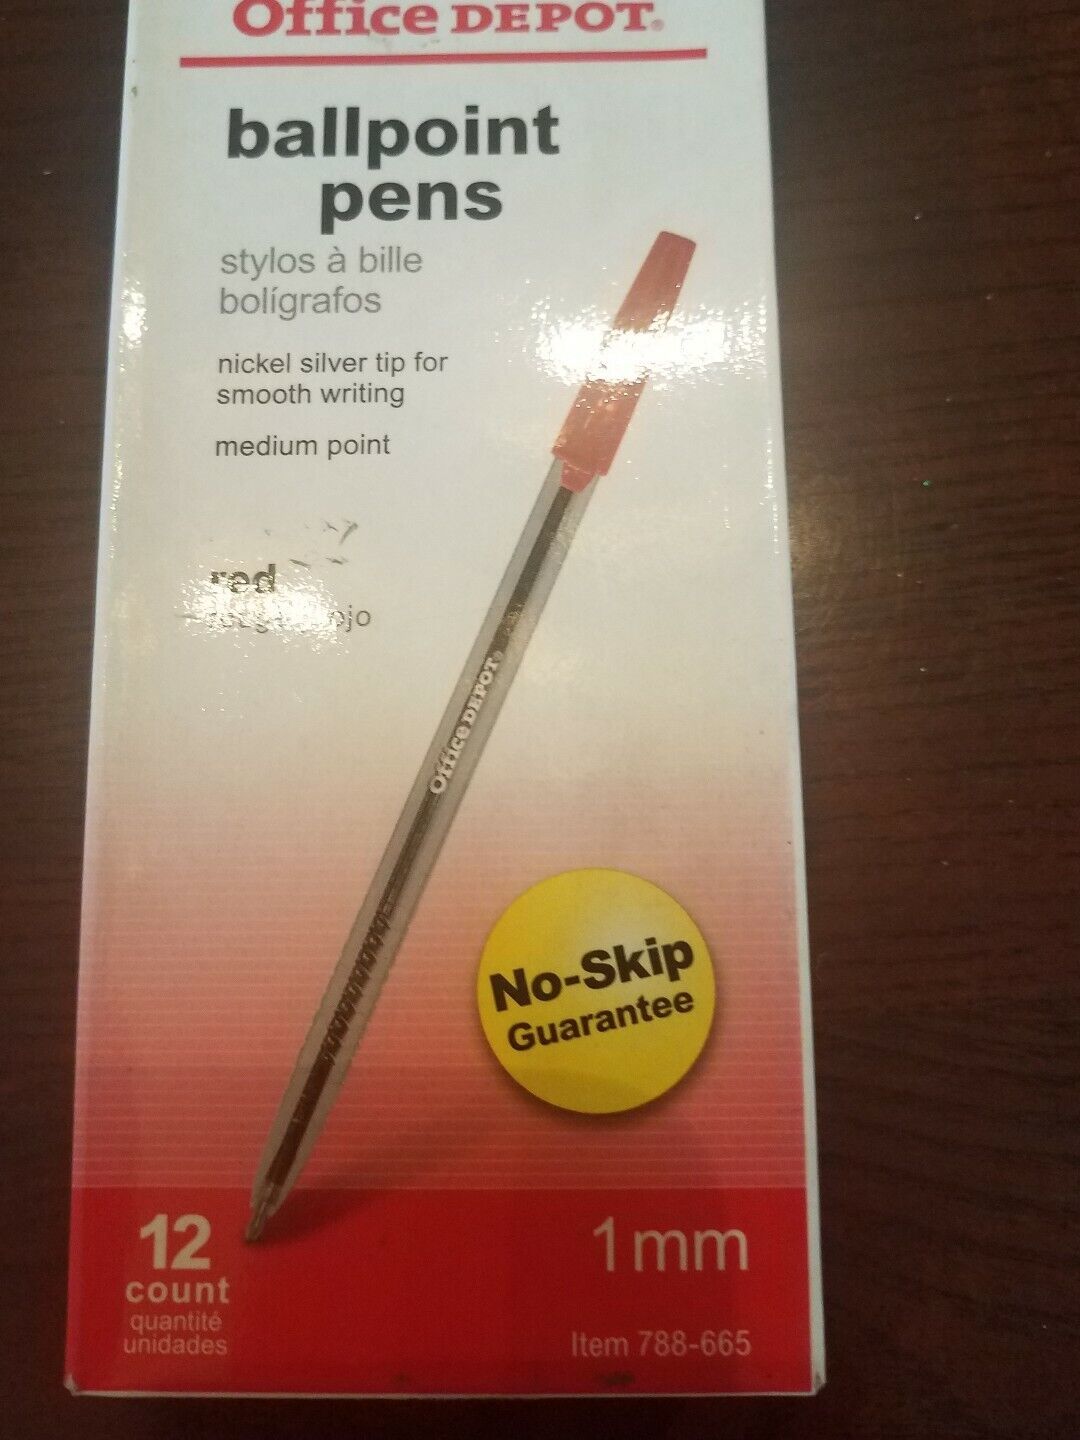 Office DEPOT®
ballpoint
pens
stylos à bille
bolígrafos
nickel silver tip for
smooth writing
medium point
red
Office DEPOT®
No-Skip
Guarantee
12
count
quantité
unidades
1mm
Item 788-665